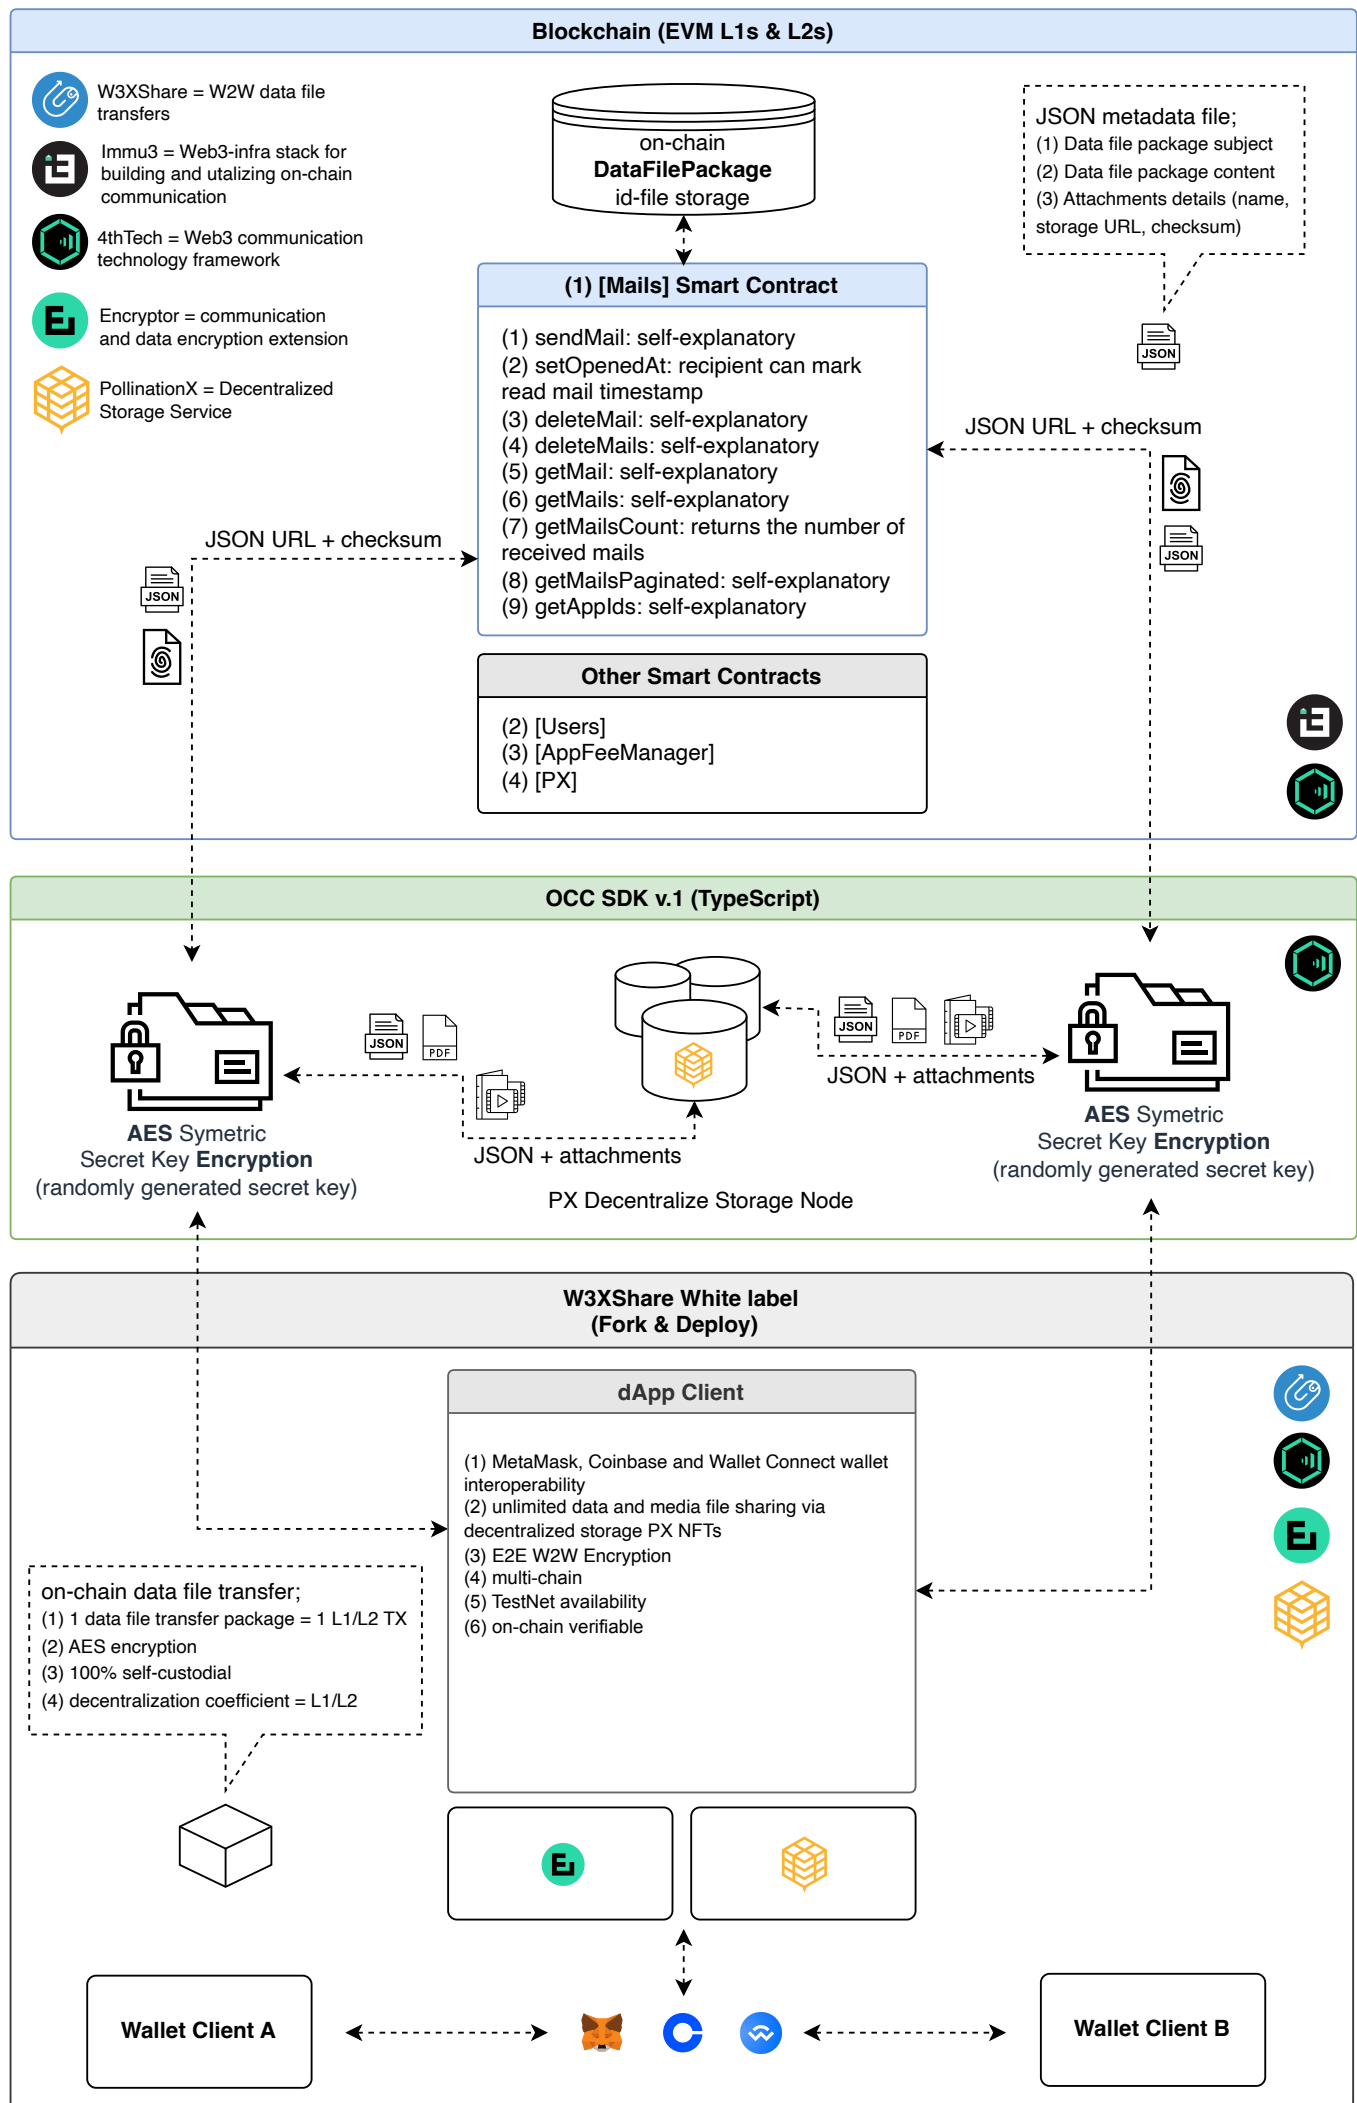 Blockchain (EVM L1s & L2s)
W3XShare = W2W data file
transfers
Immu3 = Web3-infra stack for
building and utalizing on-chain
communication
4thTech = Web3 communication
technology framework
Encryptor = communication
and data encryption extension
PollinationX = Decentralized
Storage Service
on-chain
DataFilePackage
id-file storage
JSON metadata file;
(1) Data file package subject
(2) Data file package content
(3) Attachments details (name,
storage URL, checksum)
JSON
(1) [Mails] Smart Contract
(1) sendMail: self-explanatory
(2) setOpenedAt: recipient can mark
read mail timestamp
(3) deleteMail: self-explanatory
(4) deleteMails: self-explanatory
(5) getMail: self-explanatory
(6) getMails: self-explanatory
(7) getMailsCount: returns the number of
received mails
(8) getMailsPaginated: self-explanatory
(9) getAppIds: self-explanatory
JSON URL + checksum
JSON
JSON URL + checksum
JSON
Other Smart Contracts
(2) [Users]
(3) [AppFeeManager]
(4) [PX]
OCC SDK v.1 (TypeScript)
JSON
PDF
JSON + attachments
JSON
PDF
JSON + attachments
AES Symetric
Secret Key Encryption
(randomly generated secret key)
PX Decentralize Storage Node
AES Symetric
Secret Key Encryption
(randomly generated secret key)
W3XShare White label
(Fork & Deploy)
dApp Client
(1) MetaMask, Coinbase and Wallet Connect wallet
interoperability
(2) unlimited data and media file sharing via
decentralized storage PX NFTs
(3) E2E W2W Encryption
(4) multi-chain
(5) TestNet availability
(6) on-chain verifiable
on-chain data file transfer;
(1) 1 data file transfer package = 1 L1/L2 TX
(2) AES encryption
(3) 100% self-custodial
(4) decentralization coefficient = L1/L2
Wallet Client A
Wallet Client B